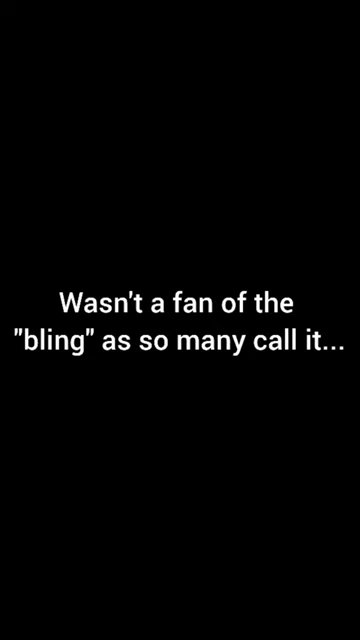 Wasn't a fan of the
"bling" as so many call it...